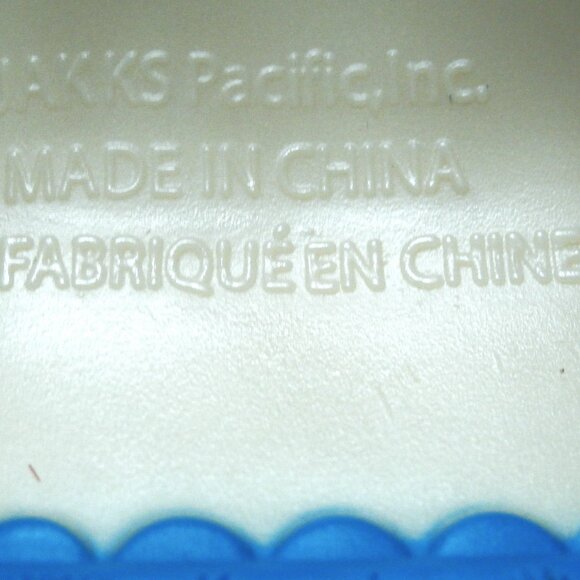 JAKKS Pacific, Inc.
MADE IN CHINA
FABRIQUÉ EN CHINE